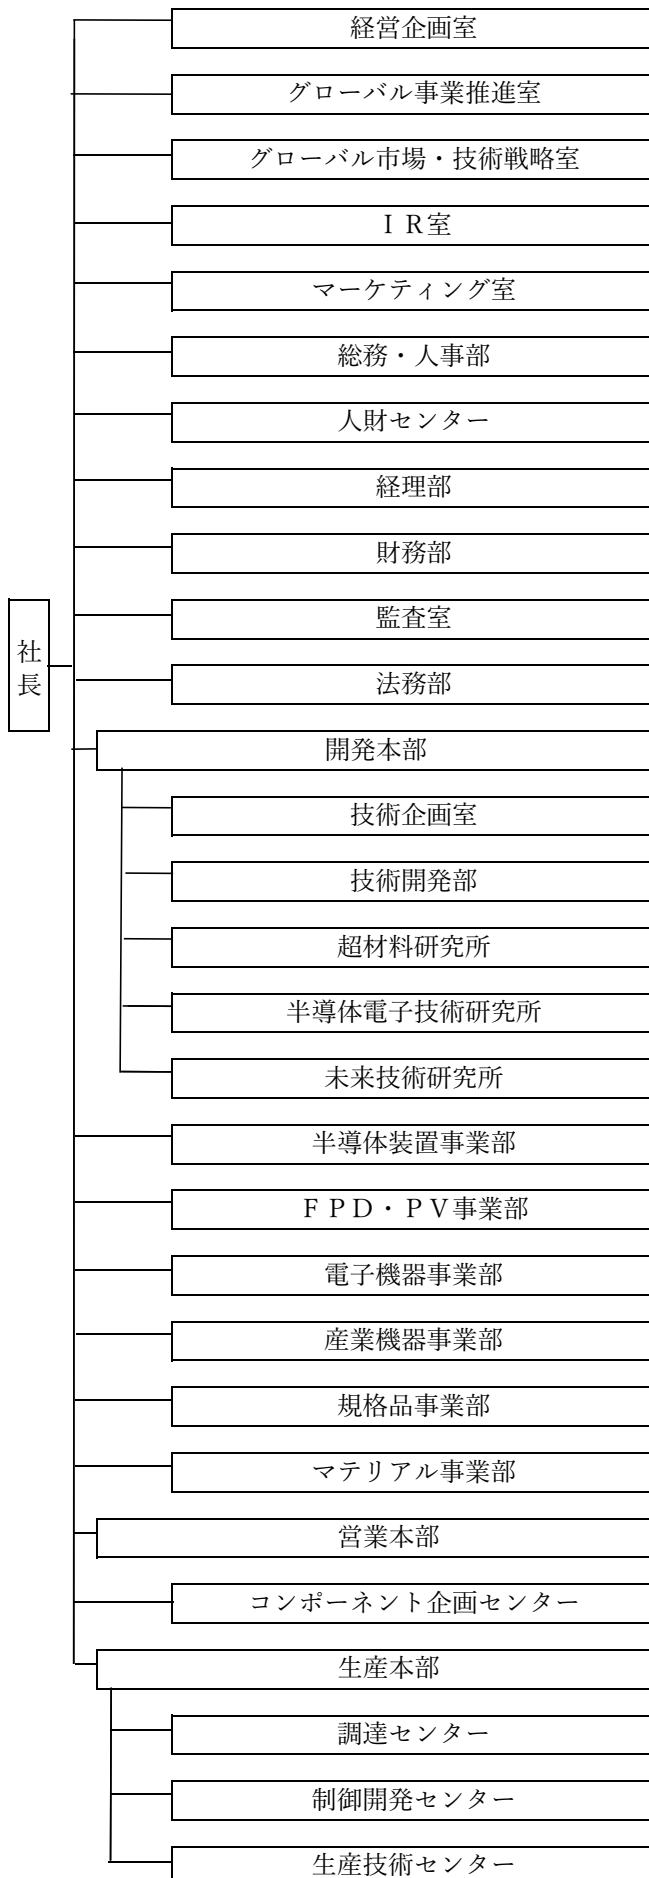 経営企画室
グローバル事業推進室
グローバル市場・技術戦略室
ＩＲ室
マーケティング室
総務・人事部
人財センター
経理部
財務部
監査室
社長
法務部
開発本部
技術企画室
技術開発部
超材料研究所
半導体電子技術研究所
未来技術研究所
半導体装置事業部
ＦＰＤ・ＰＶ事業部
電子機器事業部
産業機器事業部
規格品事業部
マテリアル事業部
営業本部
コンポーネント企画センター
生産本部
調達センター
制御開発センター
生産技術センター